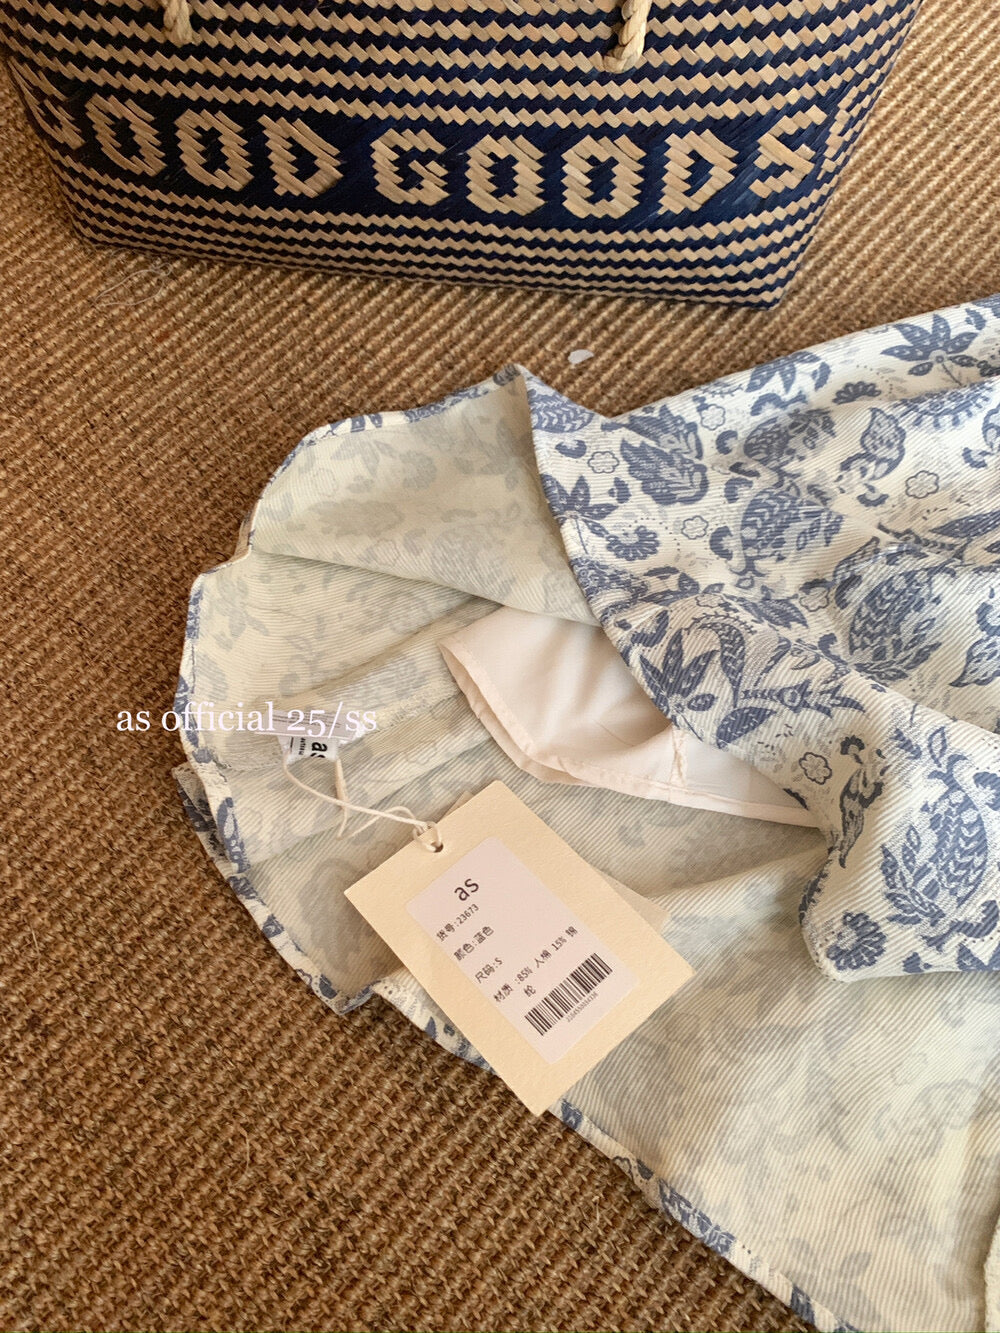 GOOD GOODS
as official 25/ss
as
as
货号:23673
颜色:蓝色
尺码:S
材质 :85% 人棉 15% 锦
纶